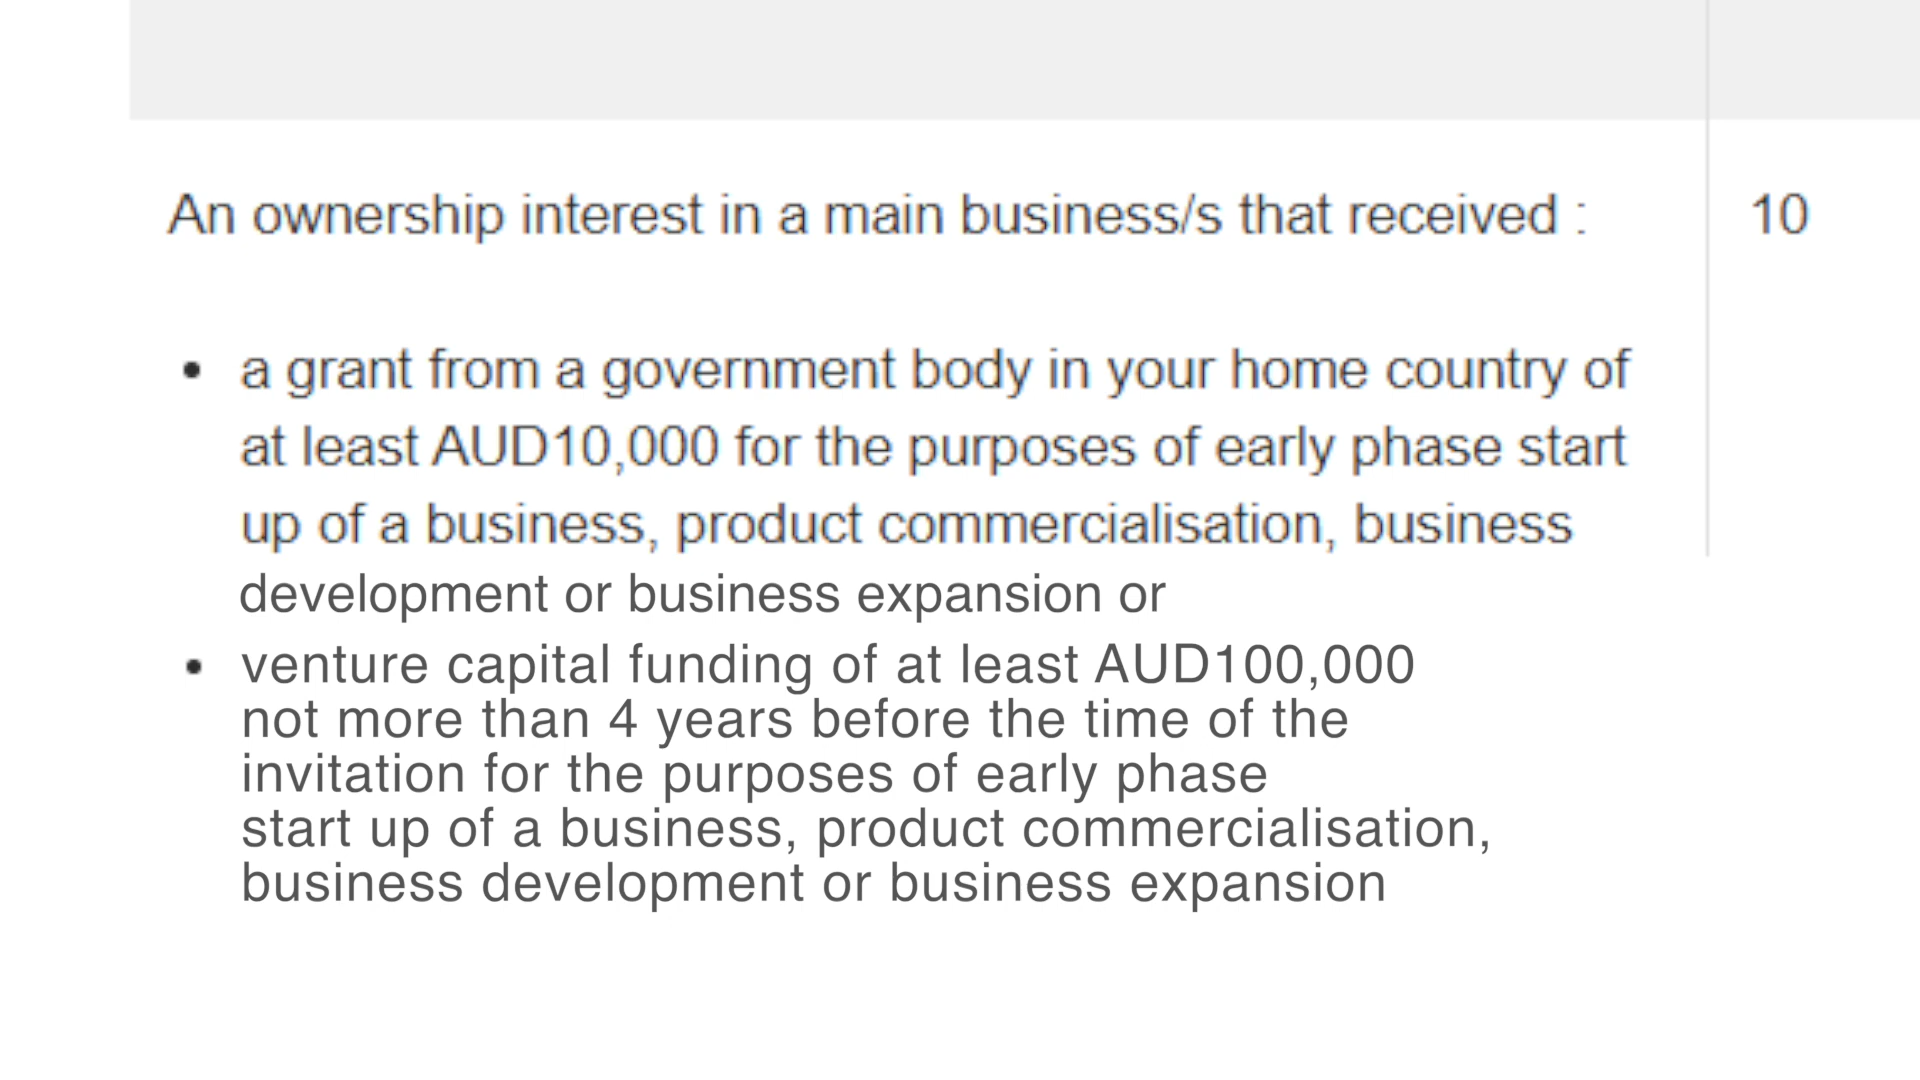 An ownership interest in a main business/s that received :
10
• a grant from a government body in your home country of
at least AUD10,000 for the purposes of early phase start
up of a business, product commercialisation, business
development or business expansion or
• venture capital funding of at least AUD100,000
not more than 4 years before the time of the
invitation for the purposes of early phase
start up of a business, product commercialisation,
business development or business expansion